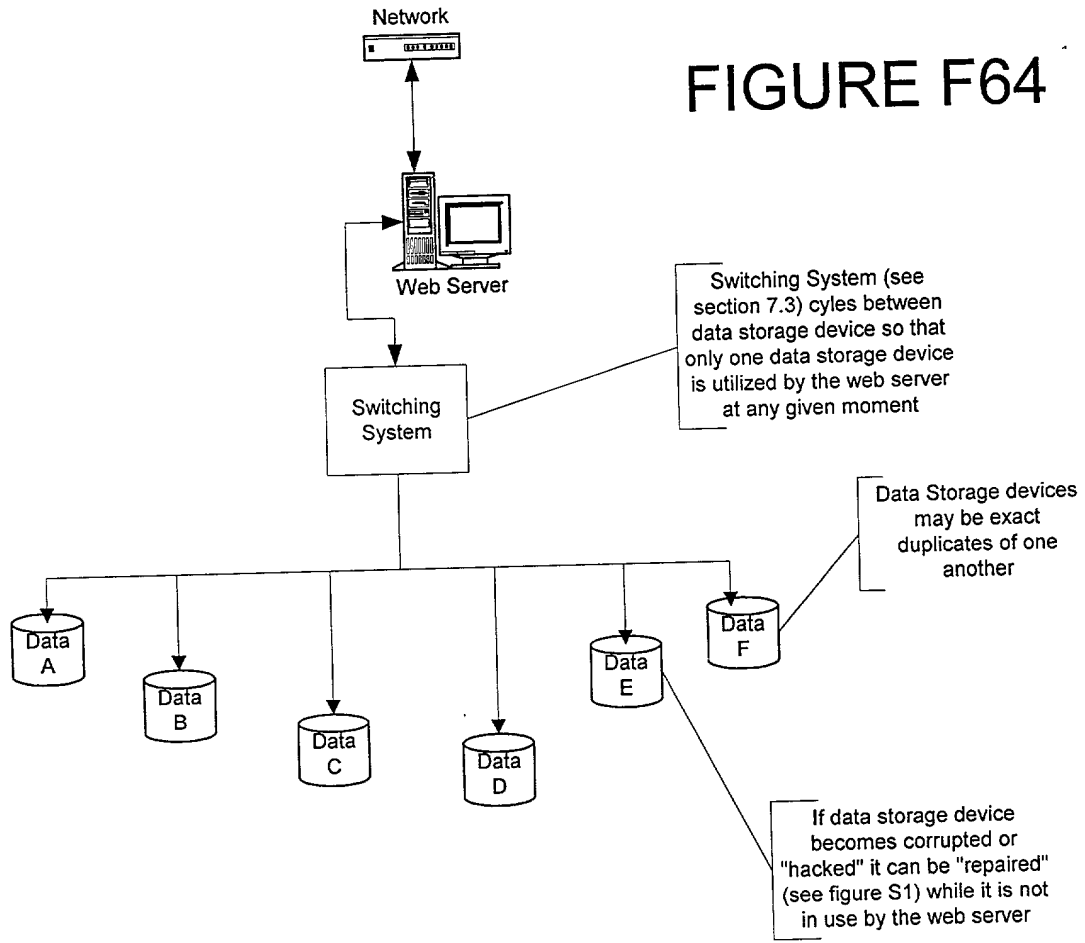 Network
FIGURE F64
Web Server
Switching System (see
section 7.3) cyles between
data storage device so that
only one data storage device
is utilized by the web server
at any given moment
Switching
System
Data Storage devices
may be exact
duplicates of one
another
Data
A
Data
B
Data
C
Data
D
Data
E
Data
F
If data storage device
becomes corrupted or
"hacked" it can be "repaired"
(see figure S1) while it is not
in use by the web server